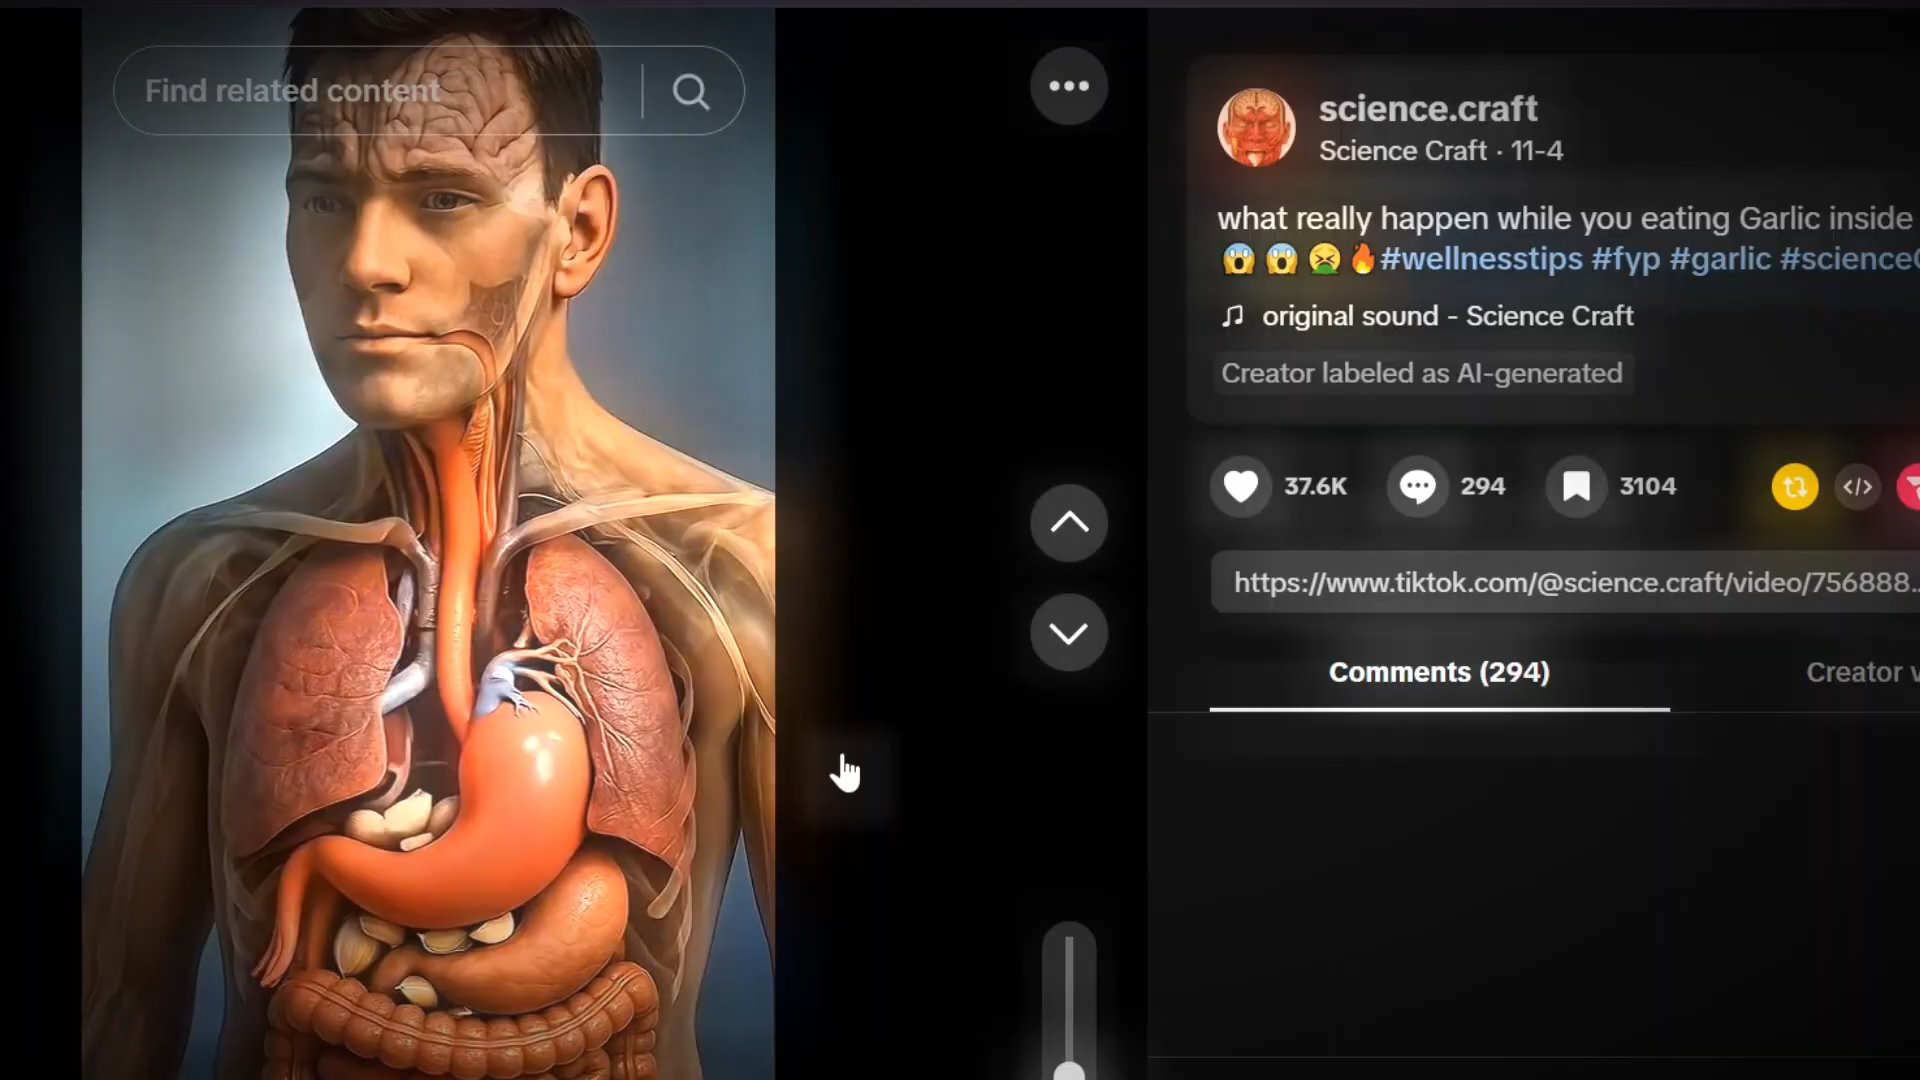 Find related content
science.craft
Science Craft · 11-4
what really happen while you eating Garlic inside
😱 😱 🤮 🔥#wellnesstips #fyp #garlic #science
original sound - Science Craft
Creator labeled as AI-generated
37.6K
294
3104
https://www.tiktok.com/@science.craft/video/756888...
Comments (294)
Creator